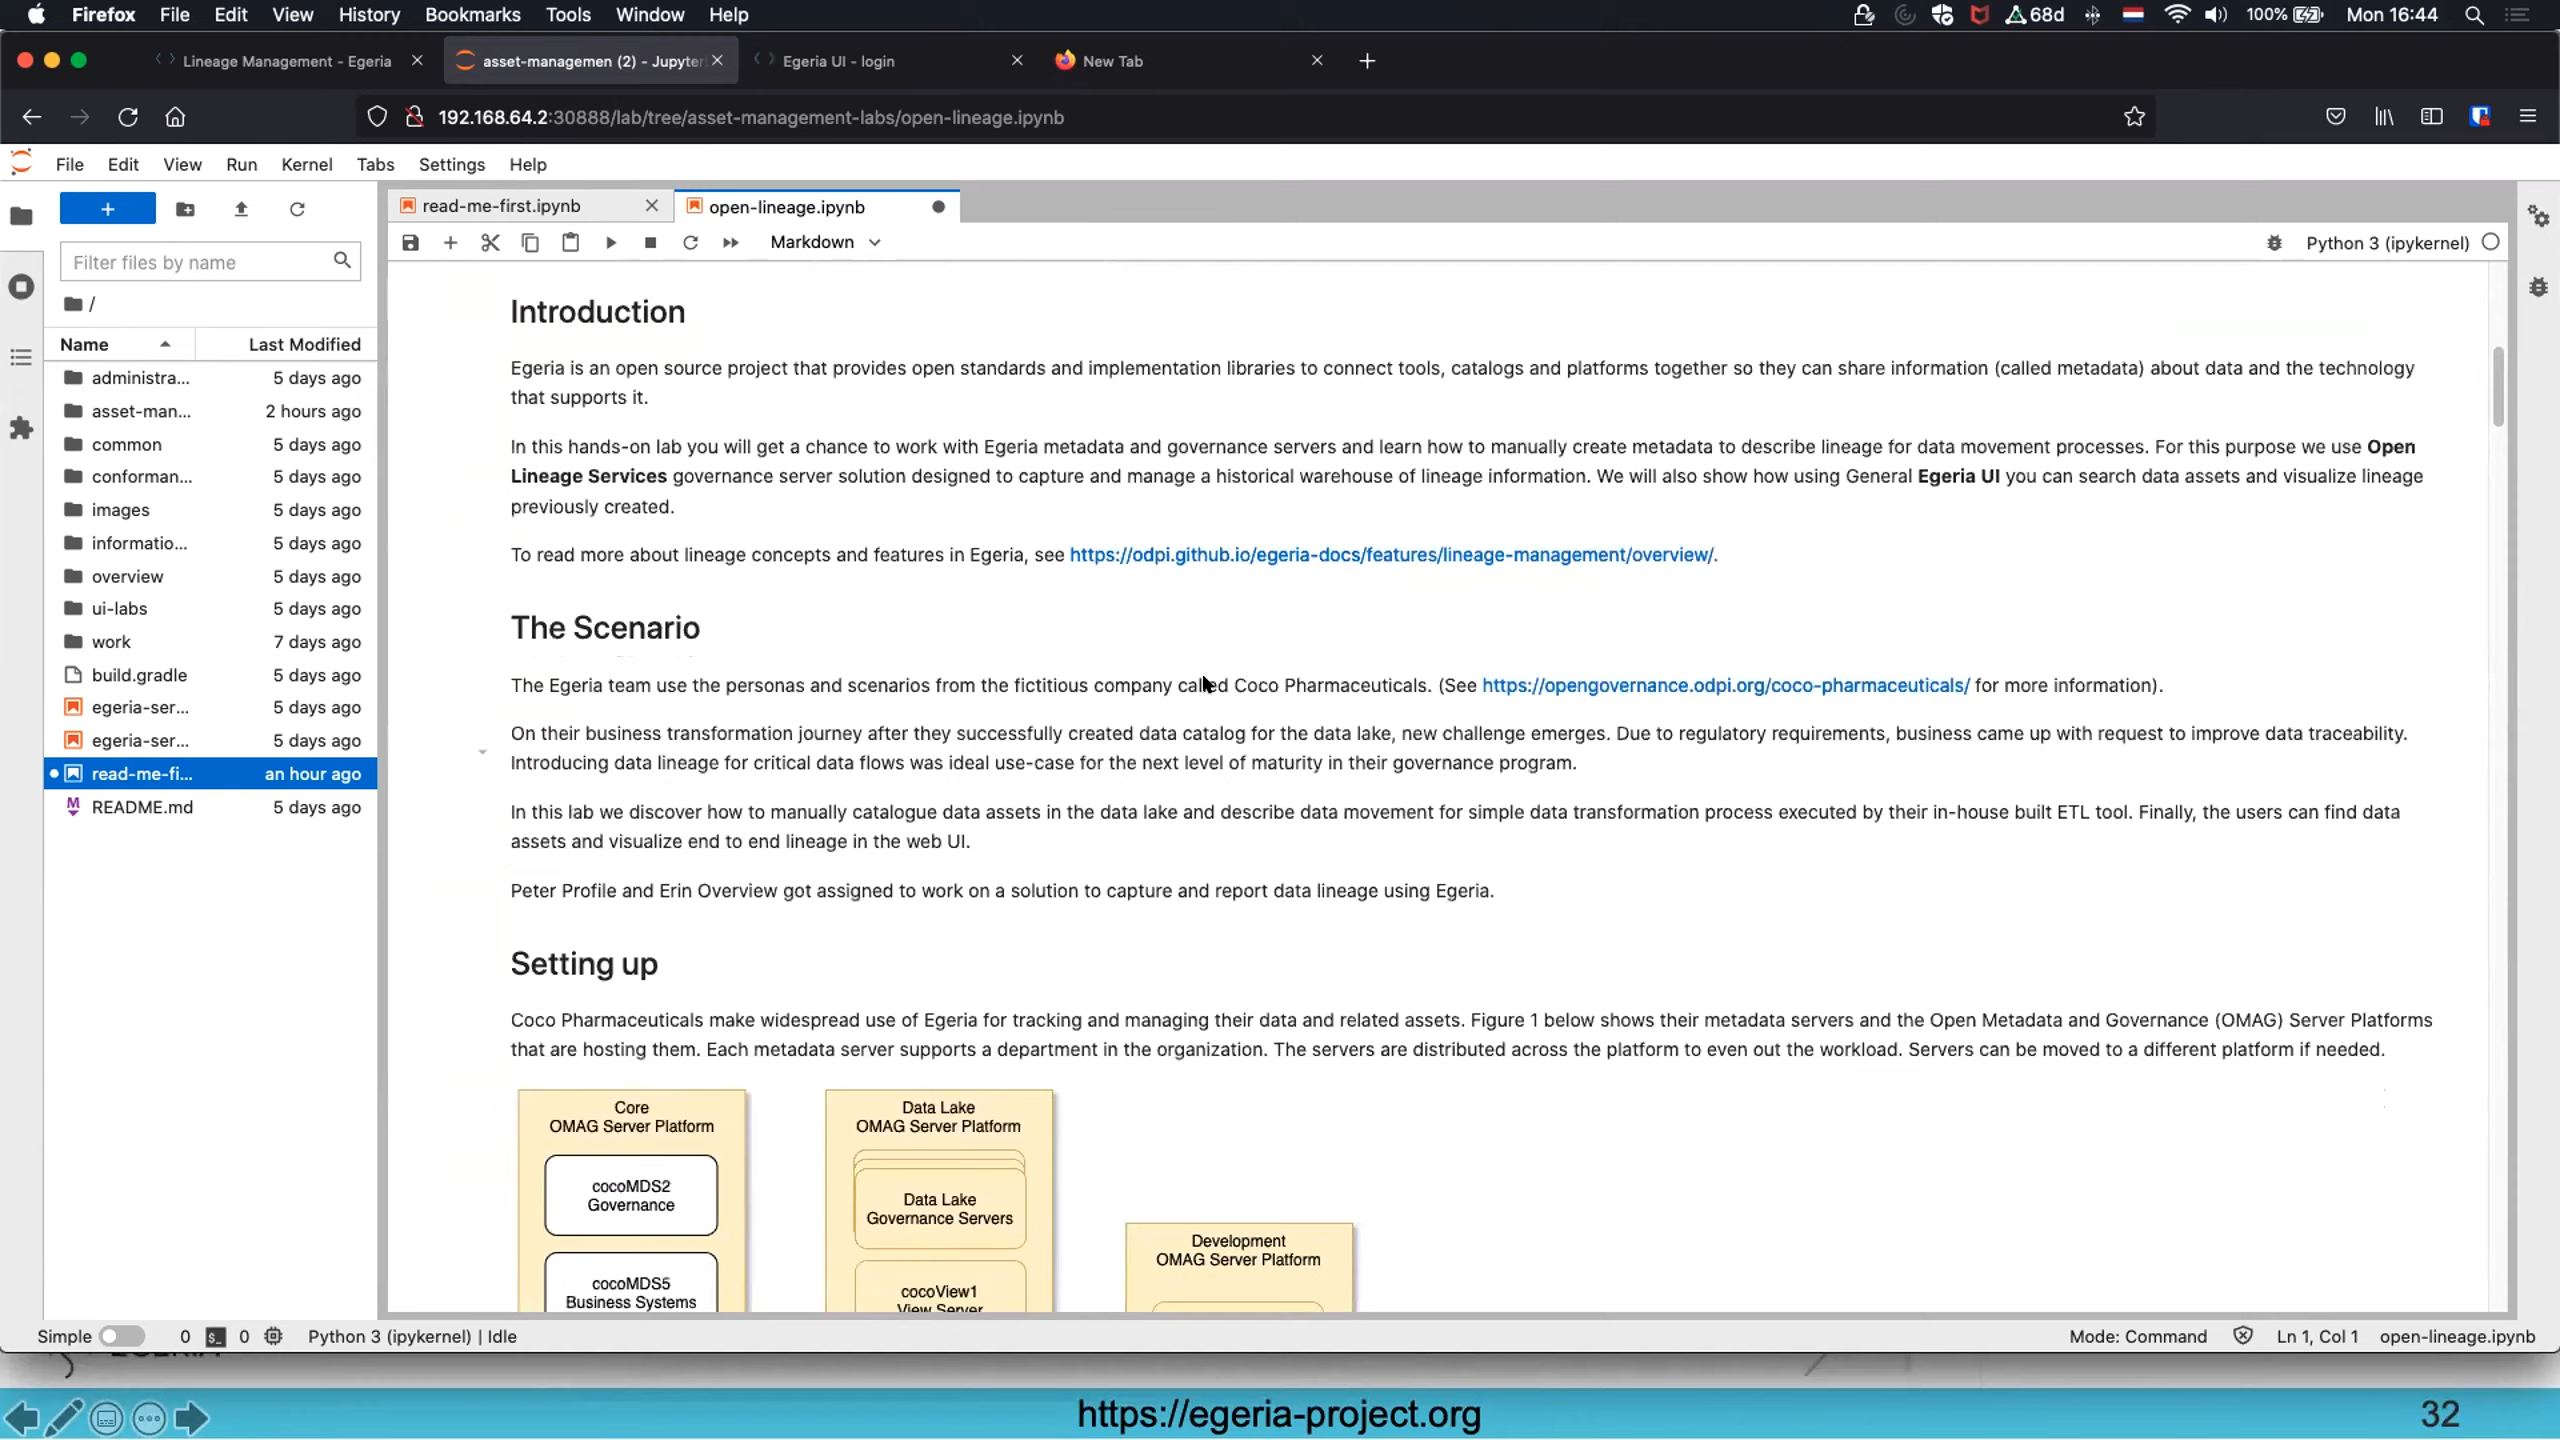 Firefox File Edit View History Bookmarks Tools Window Help 68d 100% Mon 16:44
Lineage Management - Egeria asset-managemen (2) - Jupyter Egeria UI - login New Tab
192.168.64.2:30888/lab/tree/asset-management-labs/open-lineage.ipynb
File Edit View Run Kernel Tabs Settings Help
read-me-first.ipynb open-lineage.ipynb
Markdown Python 3 (ipykernel)
Filter files by name
/
Name Last Modified
administra... 5 days ago
asset-man... 2 hours ago
common 5 days ago
conforman... 5 days ago
images 5 days ago
informatio... 5 days ago
overview 5 days ago
ui-labs 5 days ago
work 7 days ago
build.gradle 5 days ago
egeria-ser... 5 days ago
egeria-ser... 5 days ago
read-me-fi... an hour ago
README.md 5 days ago
Introduction
Egeria is an open source project that provides open standards and implementation libraries to connect tools, catalogs and platforms together so they can share information (called metadata) about data and the technology
that supports it.
In this hands-on lab you will get a chance to work with Egeria metadata and governance servers and learn how to manually create metadata to describe lineage for data movement processes. For this purpose we use Open
Lineage Services governance server solution designed to capture and manage a historical warehouse of lineage information. We will also show how using General Egeria UI you can search data assets and visualize lineage
previously created.
To read more about lineage concepts and features in Egeria, see https://odpi.github.io/egeria-docs/features/lineage-management/overview/.
The Scenario
The Egeria team use the personas and scenarios from the fictitious company called Coco Pharmaceuticals. (See https://opengovernance.odpi.org/coco-pharmaceuticals/ for more information).
On their business transformation journey after they successfully created data catalog for the data lake, new challenge emerges. Due to regulatory requirements, business came up with request to improve data traceability.
Introducing data lineage for critical data flows was ideal use-case for the next level of maturity in their governance program.
In this lab we discover how to manually catalogue data assets in the data lake and describe data movement for simple data transformation process executed by their in-house built ETL tool. Finally, the users can find data
assets and visualize end to end lineage in the web UI.
Peter Profile and Erin Overview got assigned to work on a solution to capture and report data lineage using Egeria.
Setting up
Coco Pharmaceuticals make widespread use of Egeria for tracking and managing their data and related assets. Figure 1 below shows their metadata servers and the Open Metadata and Governance (OMAG) Server Platforms
that are hosting them. Each metadata server supports a department in the organization. The servers are distributed across the platform to even out the workload. Servers can be moved to a different platform if needed.
Core
OMAG Server Platform
cocoMDS2
Governance
cocoMDS5
Business Systems
Data Lake
OMAG Server Platform
Data Lake
Governance Servers
cocoView1
View Server
Development
OMAG Server Platform
Simple 0 0 Python 3 (ipykernel) | Idle Mode: Command Ln 1, Col 1 open-lineage.ipynb
https://egeria-project.org 32